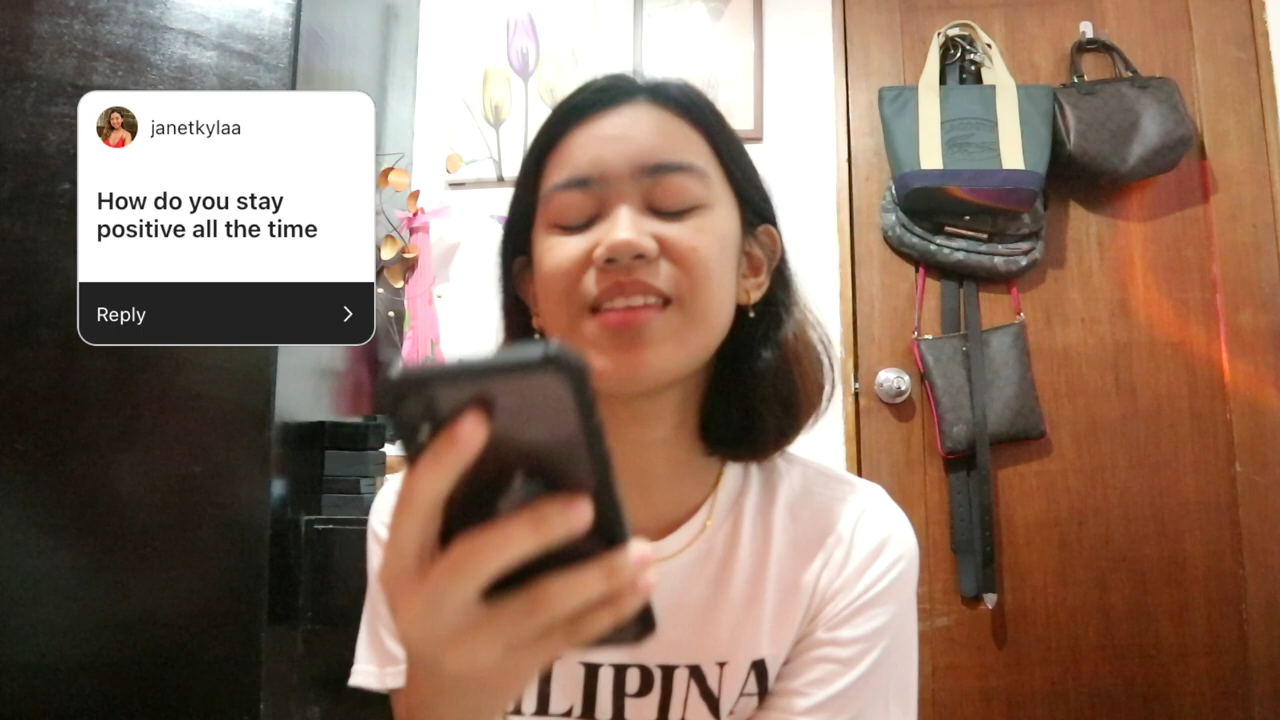 janetkylaa
How do you stay
positive all the time
Reply
ILIPINA